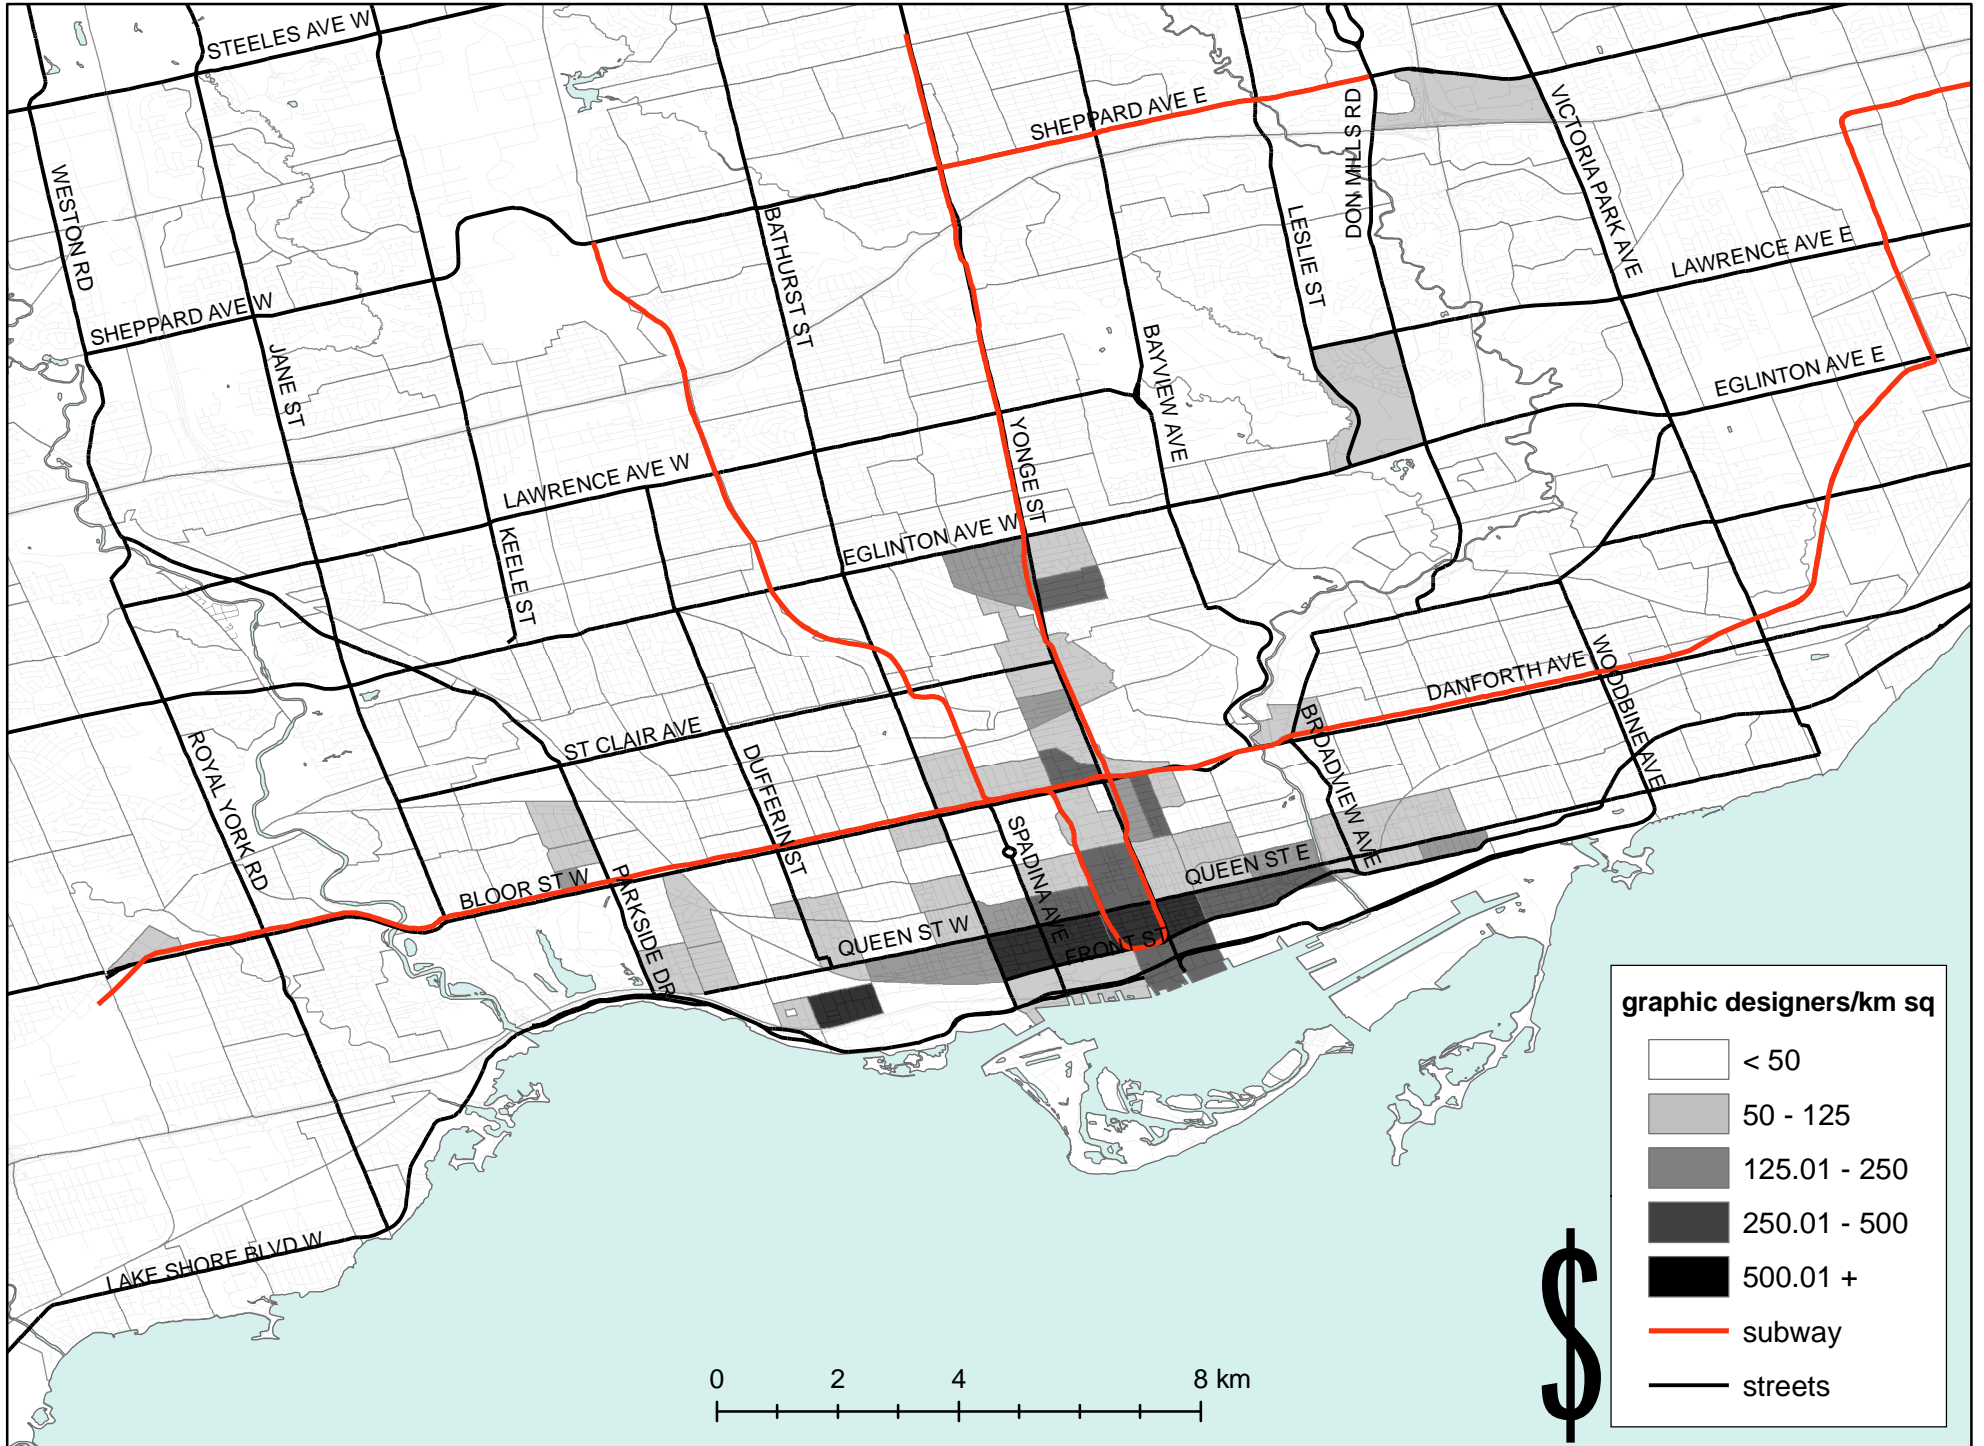 STEELES AVE W
SHEPPARD AVE E
DON MILLS RD
VICTORIA PARK AVE
WESTON RD
BATHURST ST
LESLIE ST
LAWRENCE AVE E
SHEPPARD AVE W
JANE ST
BAYVIEW AVE
EGLINTON AVE E
YONGE ST
LAWRENCE AVE W
KEELE ST
EGLINTON AVE W
DANFORTH AVE
WOODBINE AVE
ST CLAIR AVE
ROYAL YORK RD
DUFFERIN ST
BROADVIEW AVE
SPADINA AVE
QUEEN ST E
BLOOR ST W
PARKSIDE DR
QUEEN ST W
FRONT ST
LAKE SHORE BLVD W
graphic designers/km sq
< 50
50 - 125
125.01 - 250
250.01 - 500
500.01 +
subway
streets
$
0 2 4 8 km